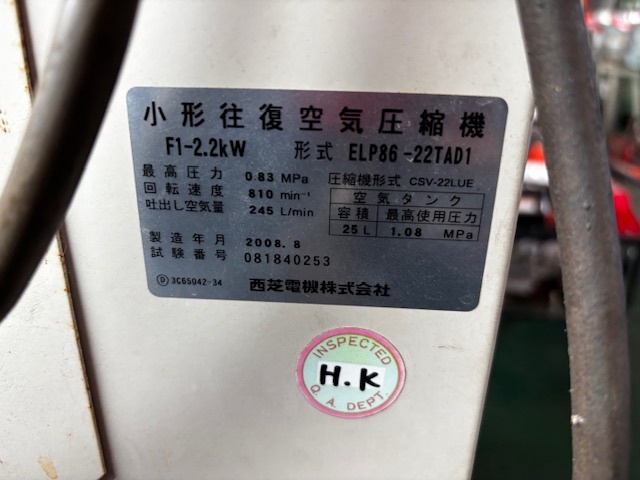 小形往復空気圧縮機
F1-2.2kW 形式 ELP86-22TAD1
最高圧力 0.83 MPa 圧縮機形式 CSV-22LUE
回転速度 810 min⁻¹ 空気タンク
吐出し空気量 245 L/min 容積 最高使用圧力
25L 1.08 MPa
製造年月 2008.8
試験番号 081840253
Ⓓ 3C65042-34 西芝電機株式会社
INSPECTED
H.K
Q.A. DEPT.